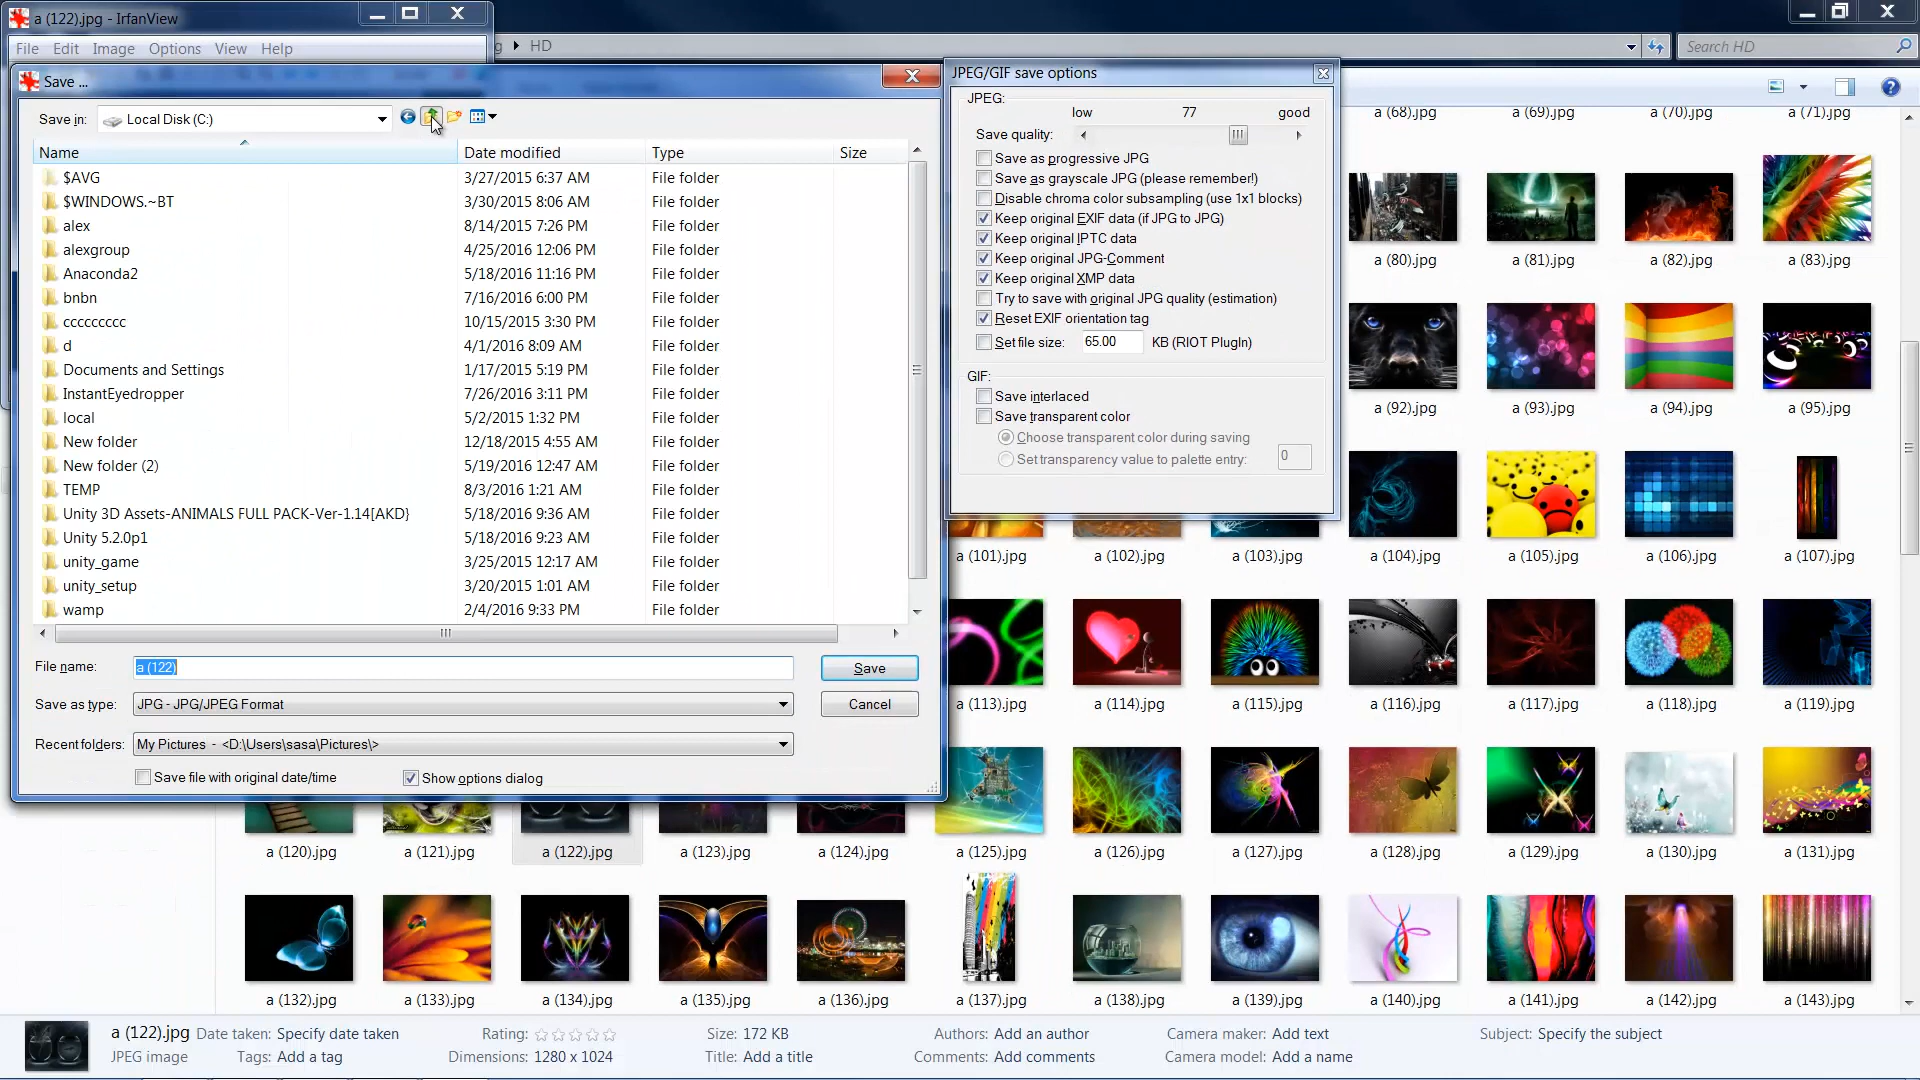 a (122).jpg - IrfanView
File Edit Image Options View Help
HD
Search HD
Save ...
Save in: Local Disk (C:)
Name Date modified Type Size
$AVG 3/27/2015 6:37 AM File folder
$WINDOWS.~BT 3/30/2015 8:06 AM File folder
alex 8/14/2015 7:26 PM File folder
alexgroup 4/25/2016 12:06 PM File folder
Anaconda2 5/18/2016 11:16 PM File folder
bnbn 7/16/2016 6:00 PM File folder
ccccccccc 10/15/2015 3:30 PM File folder
d 4/1/2016 8:09 AM File folder
Documents and Settings 1/17/2015 5:19 PM File folder
InstantEyedropper 7/26/2016 3:11 PM File folder
local 5/2/2015 1:32 PM File folder
New folder 12/18/2015 4:55 AM File folder
New folder (2) 5/19/2016 12:47 AM File folder
TEMP 8/3/2016 1:21 AM File folder
Unity 3D Assets-ANIMALS FULL PACK-Ver-1.14[AKD} 5/18/2016 9:36 AM File folder
Unity 5.2.0p1 5/18/2016 9:23 AM File folder
unity_game 3/25/2015 12:17 AM File folder
unity_setup 3/20/2015 1:01 AM File folder
wamp 2/4/2016 9:33 PM File folder
File name: a (122) Save
Save as type: JPG - JPG/JPEG Format Cancel
Recent folders: My Pictures - <D:\Users\sasa\Pictures\>
Save file with original date/time Show options dialog
JPEG/GIF save options
JPEG:
low 77 good
Save quality:
Save as progressive JPG
Save as grayscale JPG (please remember!)
Disable chroma color subsampling (use 1x1 blocks)
Keep original EXIF data (if JPG to JPG)
Keep original IPTC data
Keep original JPG-Comment
Keep original XMP data
Try to save with original JPG quality (estimation)
Reset EXIF orientation tag
Set file size: 65.00 KB (RIOT PlugIn)
GIF:
Save interlaced
Save transparent color
Choose transparent color during saving
Set transparency value to palette entry: 0
a (68).jpg a (69).jpg a (70).jpg a (71).jpg
a (80).jpg a (81).jpg a (82).jpg a (83).jpg
a (92).jpg a (93).jpg a (94).jpg a (95).jpg
a (101).jpg a (102).jpg a (103).jpg a (104).jpg a (105).jpg a (106).jpg a (107).jpg
a (113).jpg a (114).jpg a (115).jpg a (116).jpg a (117).jpg a (118).jpg a (119).jpg
a (120).jpg a (121).jpg a (122).jpg a (123).jpg a (124).jpg a (125).jpg a (126).jpg a (127).jpg a (128).jpg a (129).jpg a (130).jpg a (131).jpg
a (132).jpg a (133).jpg a (134).jpg a (135).jpg a (136).jpg a (137).jpg a (138).jpg a (139).jpg a (140).jpg a (141).jpg a (142).jpg a (143).jpg
a (122).jpg Date taken: Specify date taken Rating: Size: 172 KB Authors: Add an author Camera maker: Add text Subject: Specify the subject
JPEG image Tags: Add a tag Dimensions: 1280 x 1024 Title: Add a title Comments: Add comments Camera model: Add a name